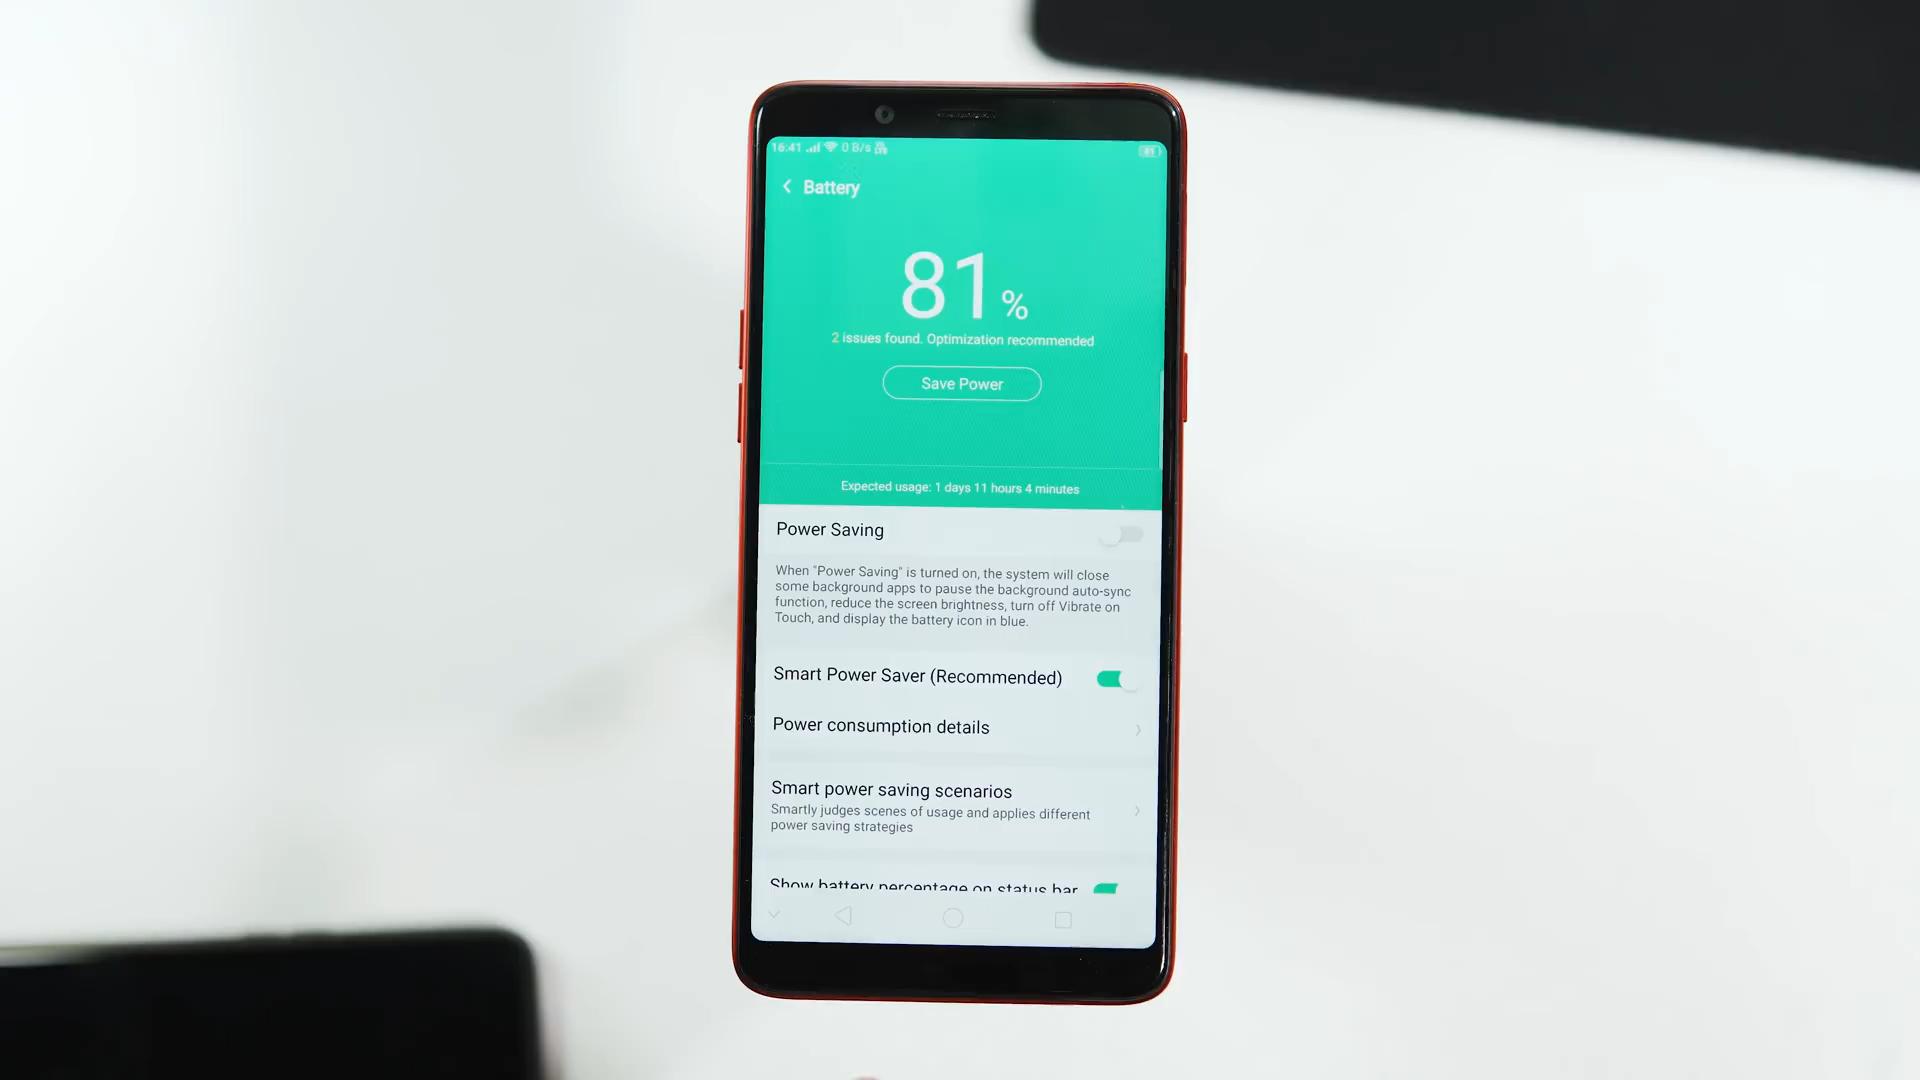 16:41 0 B/s
81
Battery
81%
2 issues found. Optimization recommended
Save Power
Expected usage: 1 days 11 hours 4 minutes
Power Saving
When "Power Saving" is turned on, the system will close
some background apps to pause the background auto-sync
function, reduce the screen brightness, turn off Vibrate on
Touch, and display the battery icon in blue.
Smart Power Saver (Recommended)
Power consumption details
Smart power saving scenarios
Smartly judges scenes of usage and applies different
power saving strategies
Show battery percentage on status bar